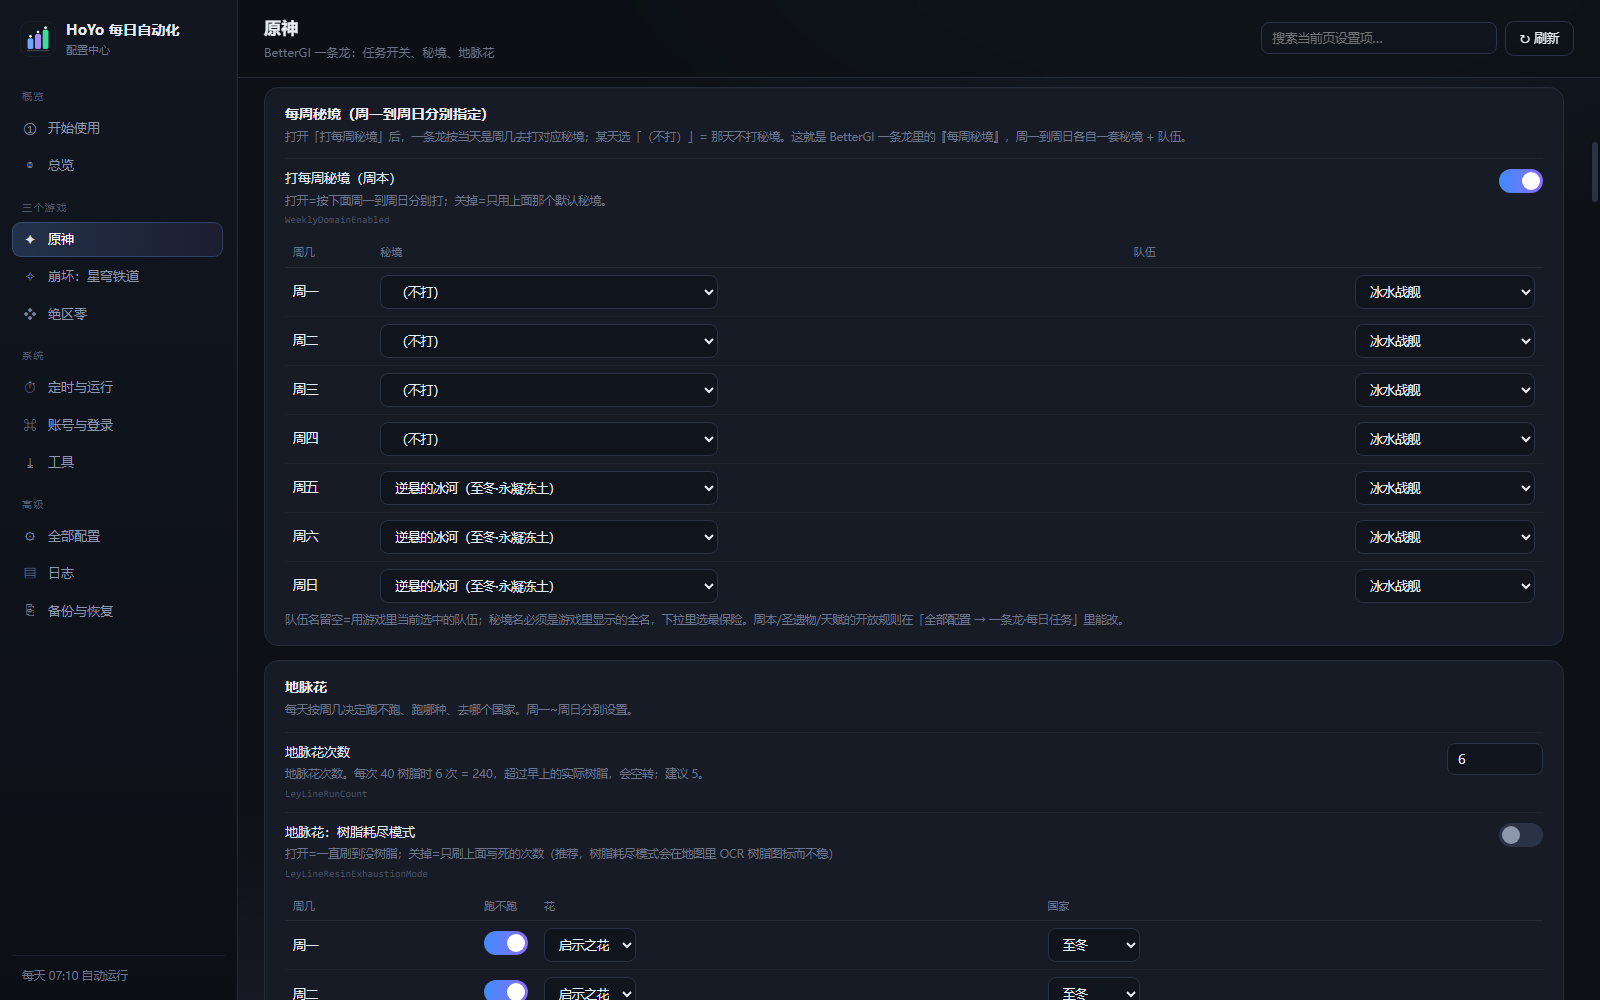 HoYo 每日自动化
配置中心
概览
① 开始使用
总览
三个游戏
原神
崩坏：星穹铁道
绝区零
系统
定时与运行
账号与登录
工具
高级
全部配置
日志
备份与恢复
每天 07:10 自动运行
原神
BetterGI 一条龙：任务开关、秘境、地脉花
搜索当前页设置项...
↻ 刷新
每周秘境（周一到周日分别指定）
打开「打每周秘境」后，一条龙按当天是周几去打对应秘境；某天选「（不打）」= 那天不打秘境。这就是 BetterGI 一条龙里的『每周秘境』，周一到周日各自一套秘境 + 队伍。
打每周秘境（周本）
打开=按下面周一到周日分别打；关掉=只用上面那个默认秘境。
WeeklyDomainEnabled
周几 秘境 队伍
周一 （不打） 冰水战舰
周二 （不打） 冰水战舰
周三 （不打） 冰水战舰
周四 （不打） 冰水战舰
周五 逆悬的冰河（至冬·永凝冻土） 冰水战舰
周六 逆悬的冰河（至冬·永凝冻土） 冰水战舰
周日 逆悬的冰河（至冬·永凝冻土） 冰水战舰
队伍名留空=用游戏里当前选中的队伍；秘境名必须是游戏里显示的全名，下拉里选最保险。周本/圣遗物/天赋的开放规则在「全部配置 → 一条龙·每日任务」里能改。
地脉花
每天按周几决定跑不跑、跑哪种、去哪个国家。周一~周日分别设置。
地脉花次数
地脉花次数。每次 40 树脂时 6 次 = 240，超过早上的实际树脂，会空转；建议 5。
LeyLineRunCount
6
地脉花：树脂耗尽模式
打开=一直刷到没树脂；关掉=只刷上面写死的次数（推荐，树脂耗尽模式会在地图里 OCR 树脂图标而不稳）
LeyLineResinExhaustionMode
周几 跑不跑 花 国家
周一 启示之花 至冬
周二 启示之花 至冬